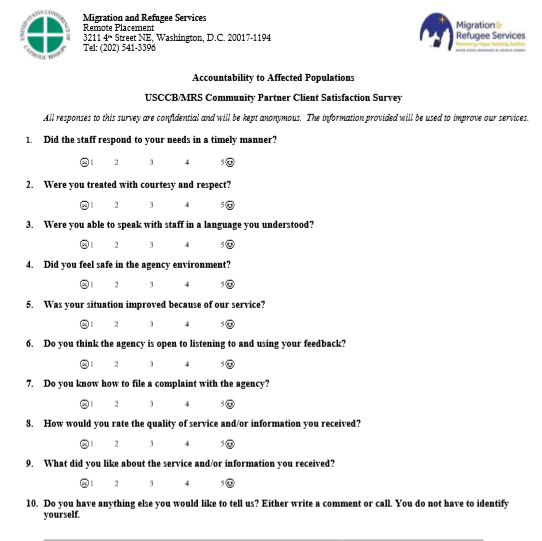 UNITED STATES CONFERENCE OF CATHOLIC BISHOPS
Migration and Refugee Services
Remote Placement
3211 4th Street NE, Washington, D.C. 20017-1194
Tel: (202) 541-3396
Migration &
Refugee Services
Accountability to Affected Populations
USCCB/MRS Community Partner Client Satisfaction Survey
All responses to this survey are confidential and will be kept anonymous. The information provided will be used to improve our services.
1. Did the staff respond to your needs in a timely manner?
1 2 3 4 5
2. Were you treated with courtesy and respect?
1 2 3 4 5
3. Were you able to speak with staff in a language you understood?
1 2 3 4 5
4. Did you feel safe in the agency environment?
1 2 3 4 5
5. Was your situation improved because of our service?
1 2 3 4 5
6. Do you think the agency is open to listening to and using your feedback?
1 2 3 4 5
7. Do you know how to file a complaint with the agency?
1 2 3 4 5
8. How would you rate the quality of service and/or information you received?
1 2 3 4 5
9. What did you like about the service and/or information you received?
1 2 3 4 5
10. Do you have anything else you would like to tell us? Either write a comment or call. You do not have to identify
yourself.